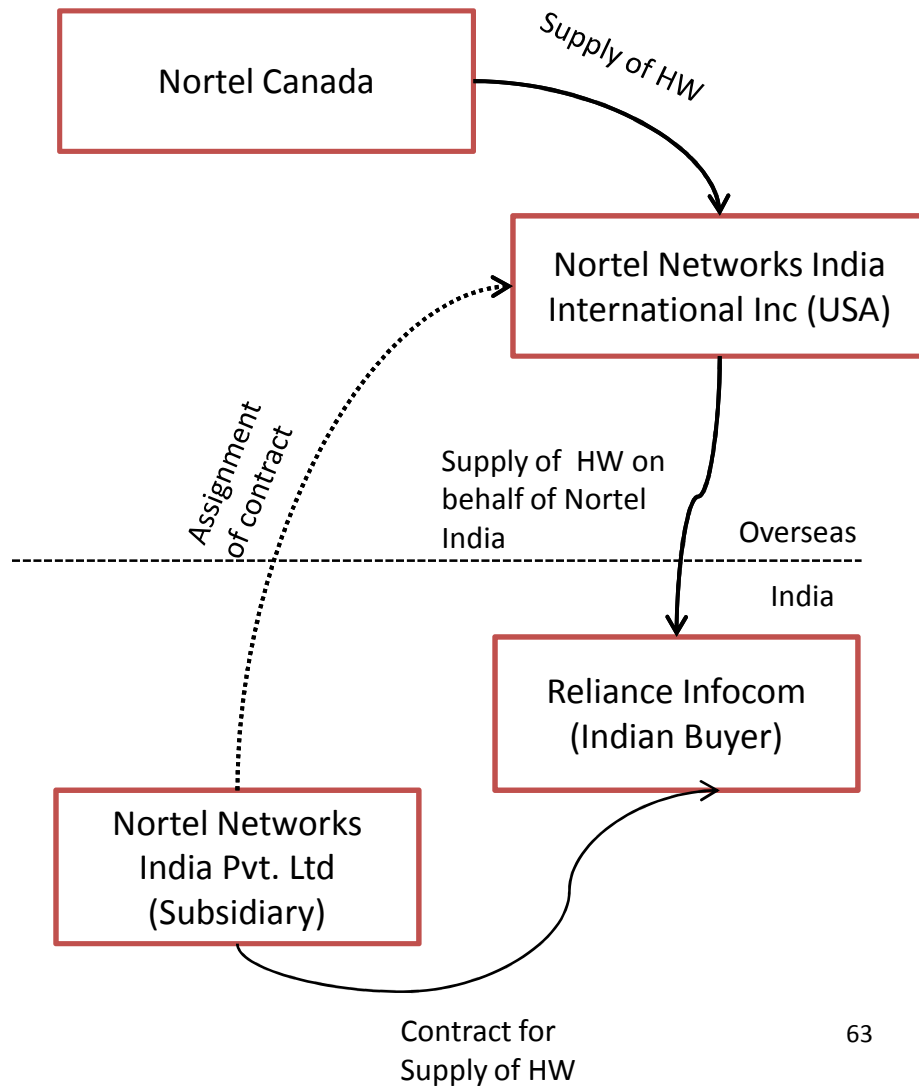 Nortel Canada
Supply of HW
Nortel Networks India
International Inc (USA)
Assignment
of contract
Supply of  HW on
behalf of Nortel
India
Overseas
India
Reliance Infocom
(Indian Buyer)
Nortel Networks
India Pvt. Ltd
(Subsidiary)
Contract for
Supply of HW
63